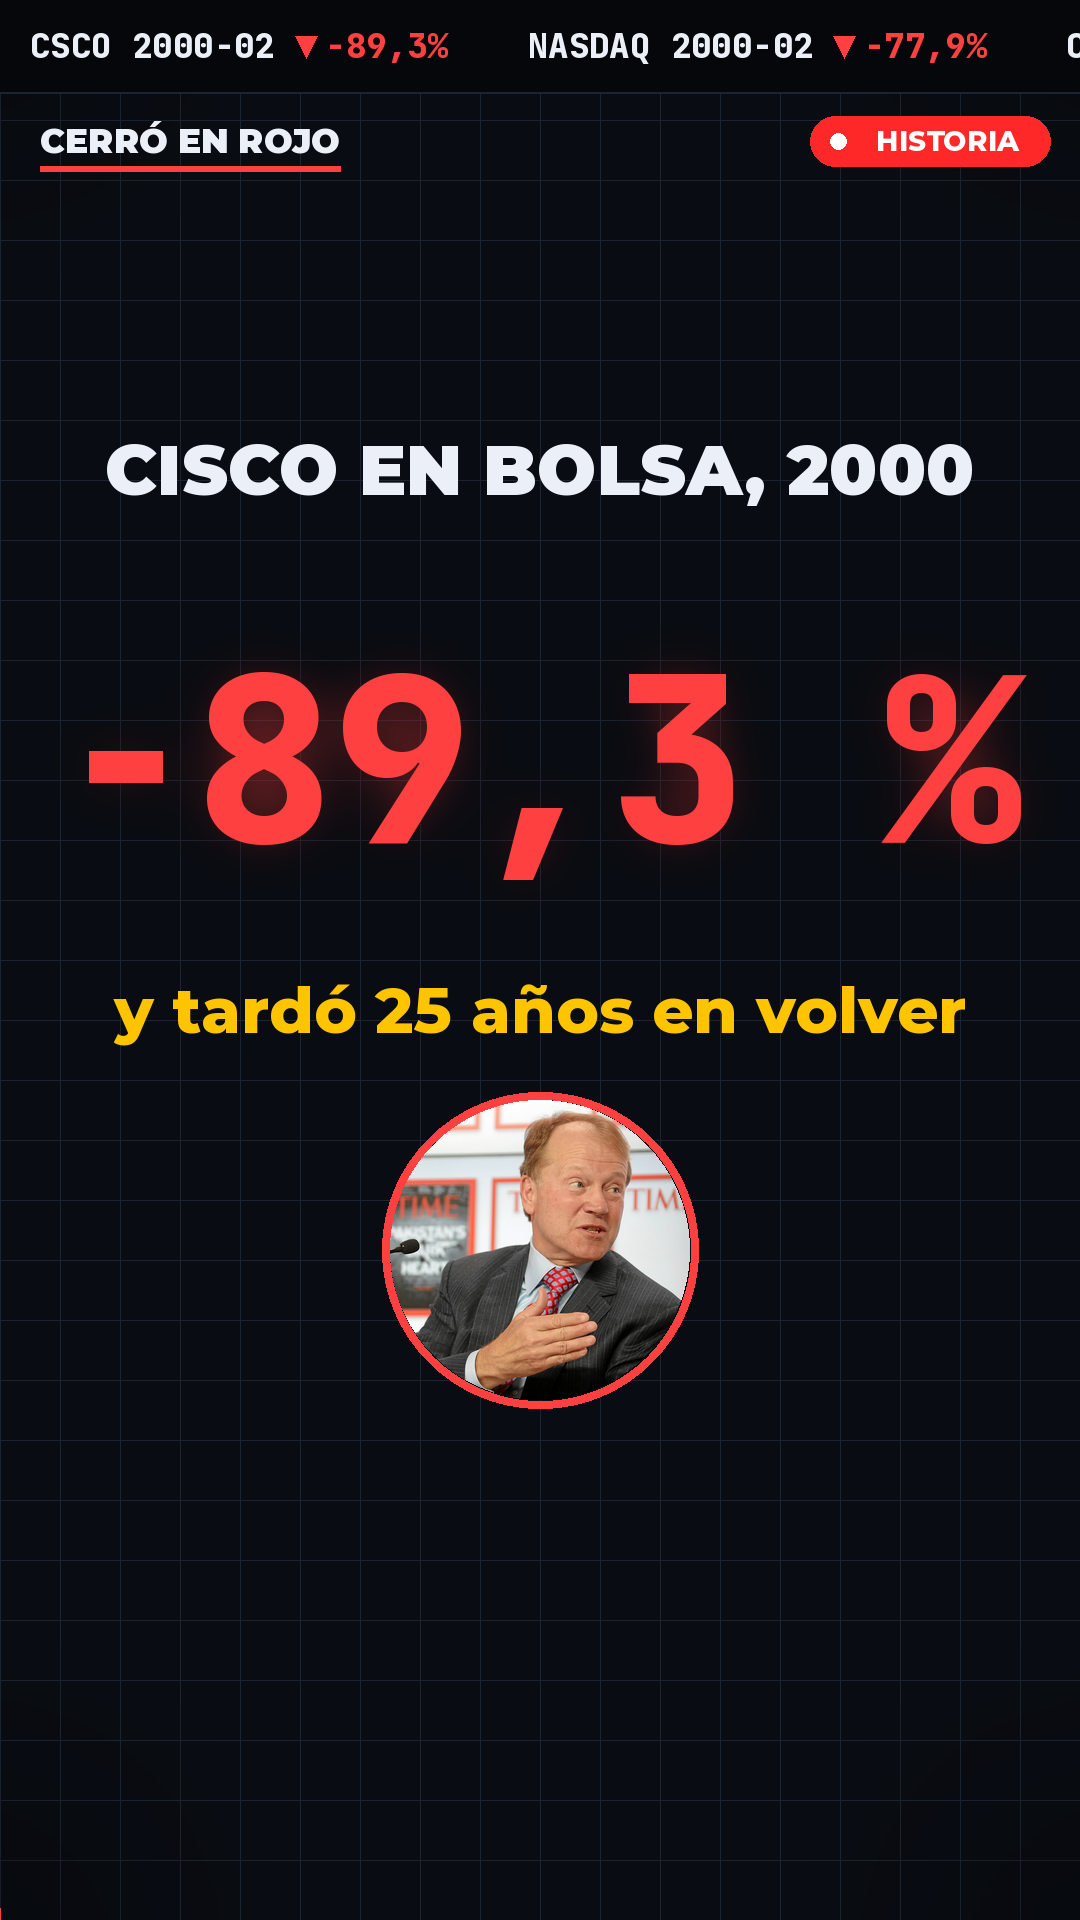 CSCO 2000-02 ▼ -89,3% NASDAQ 2000-02 ▼ -77,9%
CERRÓ EN ROJO
HISTORIA
CISCO EN BOLSA, 2000
-89,3 %
y tardó 25 años en volver
TIME
TIM
HEART